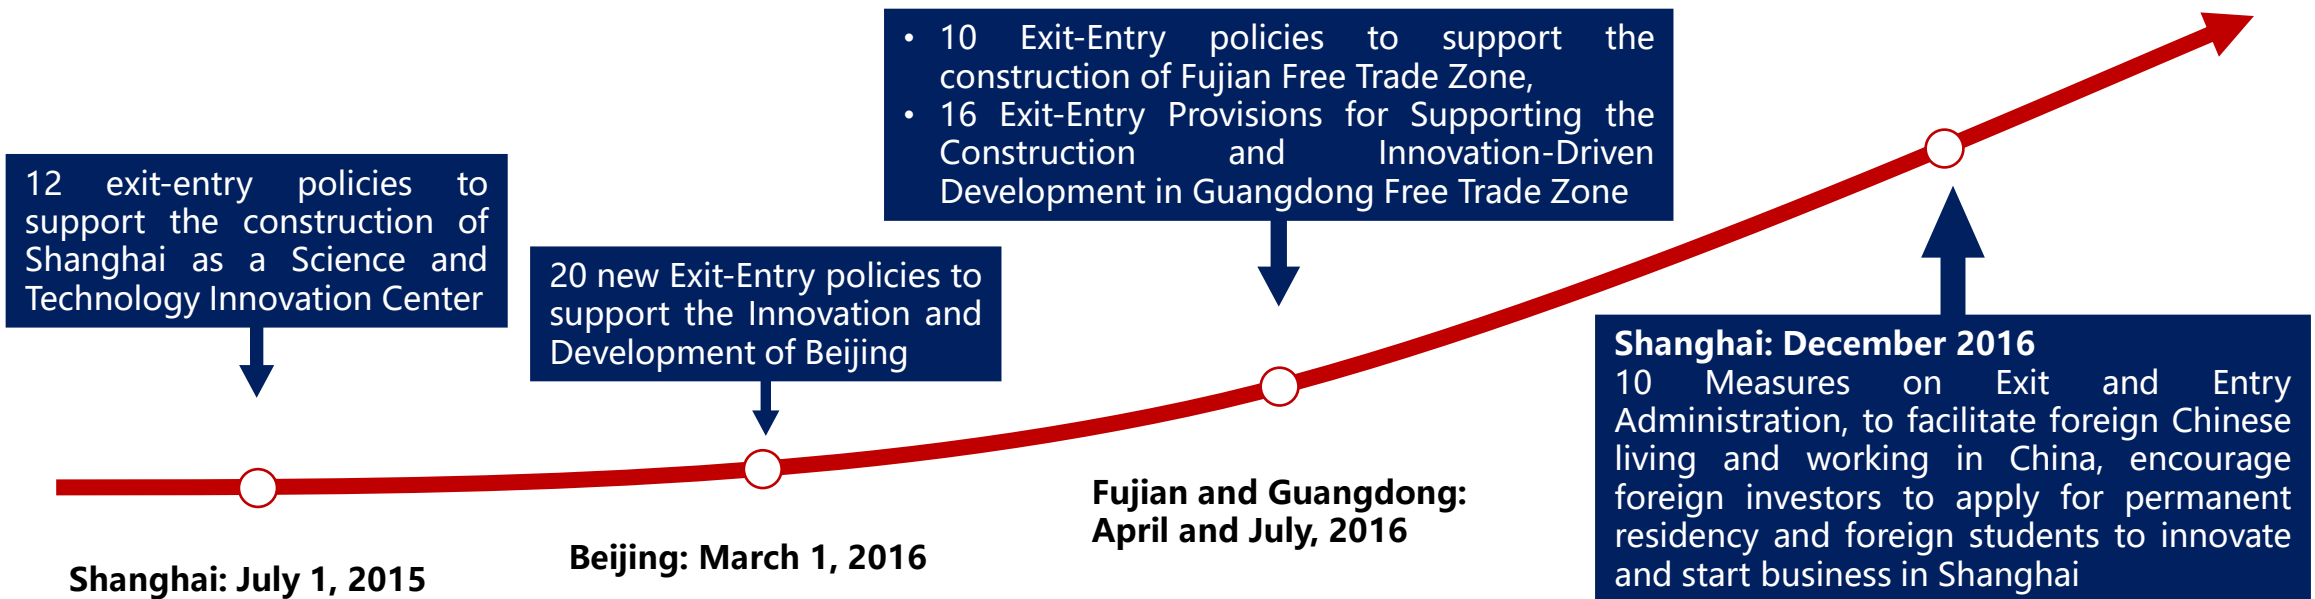 12 exit-entry policies to
support the construction of
Shanghai as a Science and
Technology Innovation Center
Shanghai: July 1, 2015
20 new Exit-Entry policies to
support the Innovation and
Development of Beijing
Beijing: March 1, 2016
• 10 Exit-Entry policies to support the
construction of Fujian Free Trade Zone,
• 16 Exit-Entry Provisions for Supporting the
Construction and Innovation-Driven
Development in Guangdong Free Trade Zone
Fujian and Guangdong:
April and July, 2016
Shanghai: December 2016
10 Measures on Exit and Entry
Administration, to facilitate foreign Chinese
living and working in China, encourage
foreign investors to apply for permanent
residency and foreign students to innovate
and start business in Shanghai